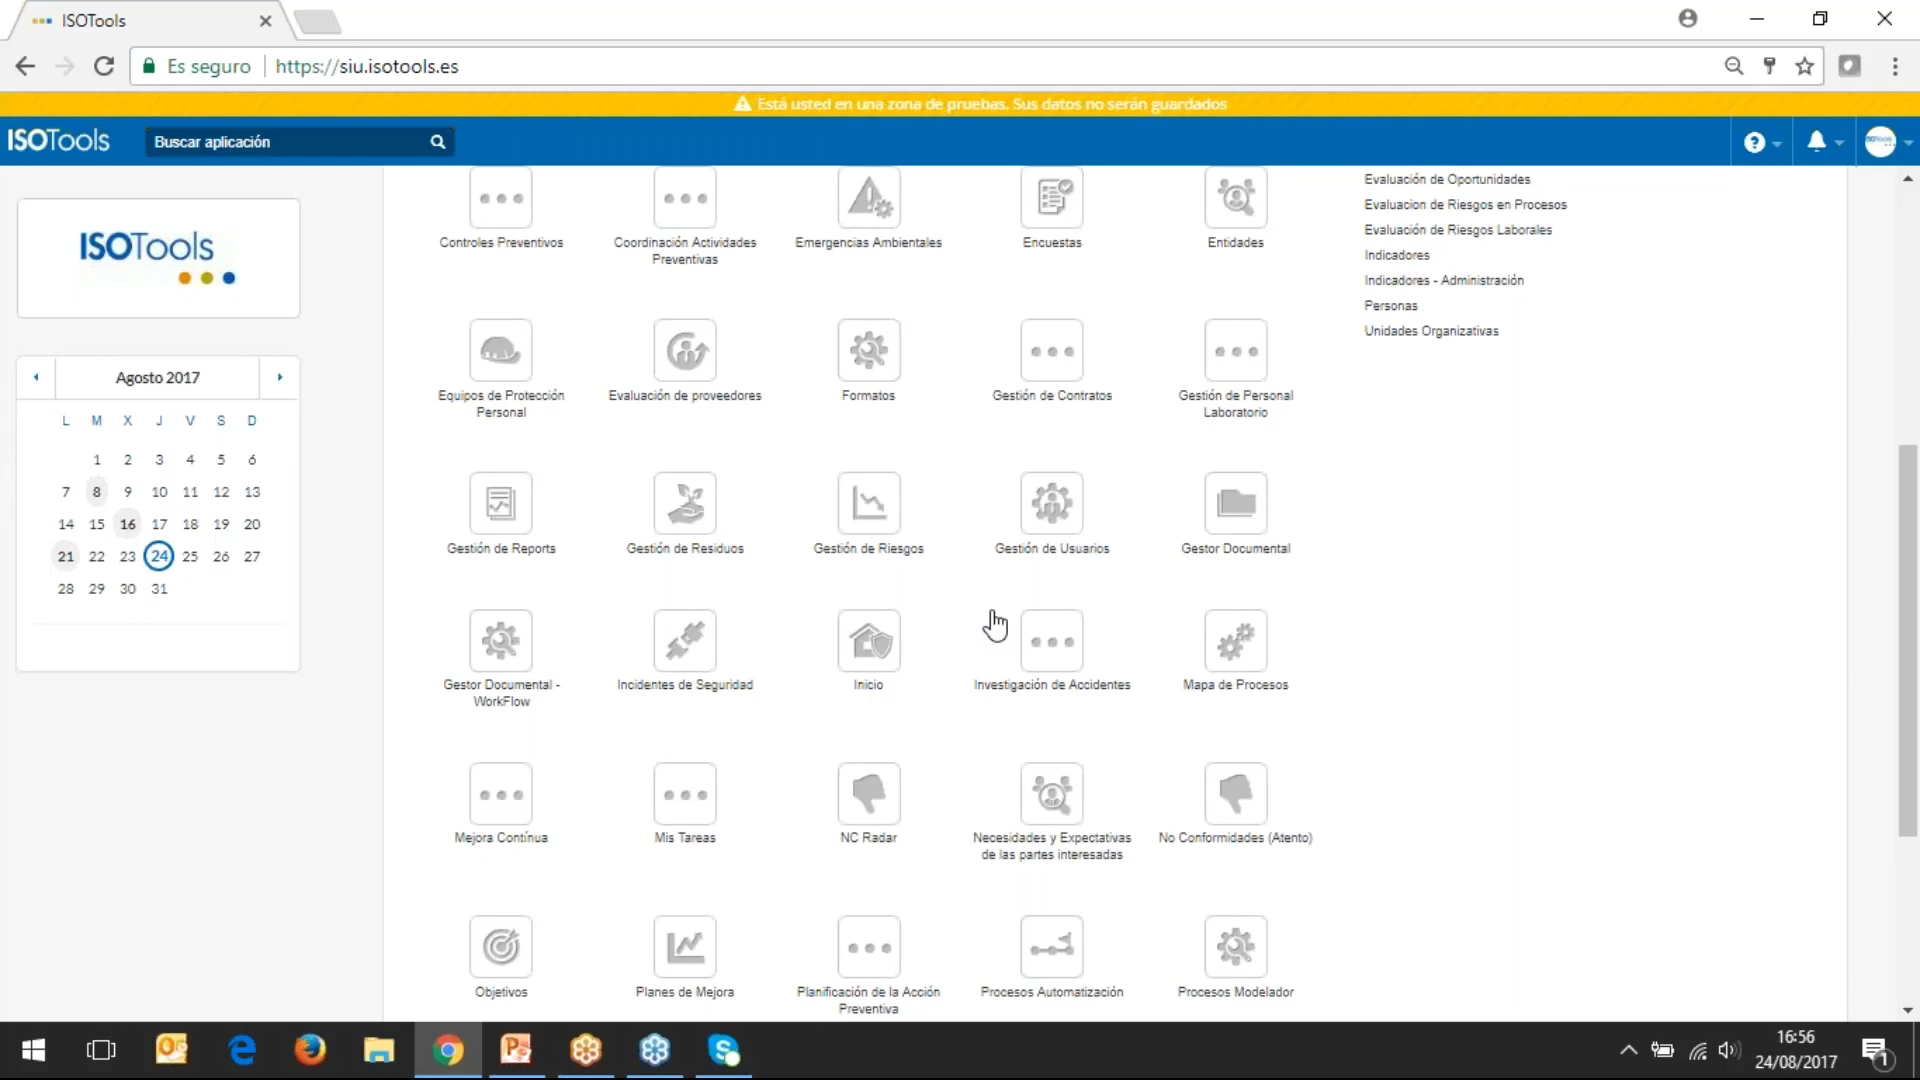 ISOTools
Es seguro
https://siu.isotools.es
Está usted en una zona de pruebas. Sus datos no serán guardados
ISOTools
Buscar aplicación
ISOTools
Agosto 2017
L M X J V S D
1 2 3 4 5 6
7 8 9 10 11 12 13
14 15 16 17 18 19 20
21 22 23 24 25 26 27
28 29 30 31
Controles Preventivos
Coordinación Actividades
Preventivas
Emergencias Ambientales
Encuestas
Entidades
Equipos de Protección
Personal
Evaluación de proveedores
Formatos
Gestión de Contratos
Gestión de Personal
Laboratorio
Gestión de Reports
Gestión de Residuos
Gestión de Riesgos
Gestión de Usuarios
Gestor Documental
Gestor Documental -
WorkFlow
Incidentes de Seguridad
Inicio
Investigación de Accidentes
Mapa de Procesos
Mejora Contínua
Mis Tareas
NC Radar
Necesidades y Expectativas
de las partes interesadas
No Conformidades (Atento)
Objetivos
Planes de Mejora
Planificación de la Acción
Preventiva
Procesos Automatización
Procesos Modelador
Evaluación de Oportunidades
Evaluacion de Riesgos en Procesos
Evaluación de Riesgos Laborales
Indicadores
Indicadores - Administración
Personas
Unidades Organizativas
16:56
24/08/2017
1